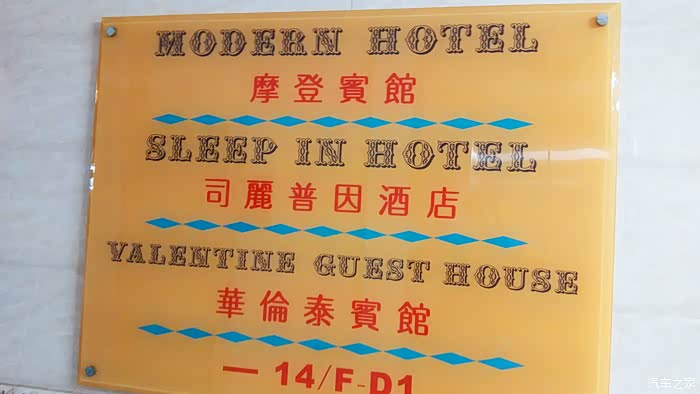 MODERN HOTEL
摩登賓館
SLEEP IN HOTEL
司麗普因酒店
VALENTINE GUEST HOUSE
華倫泰賓館
— 14/F-D1
汽车之家